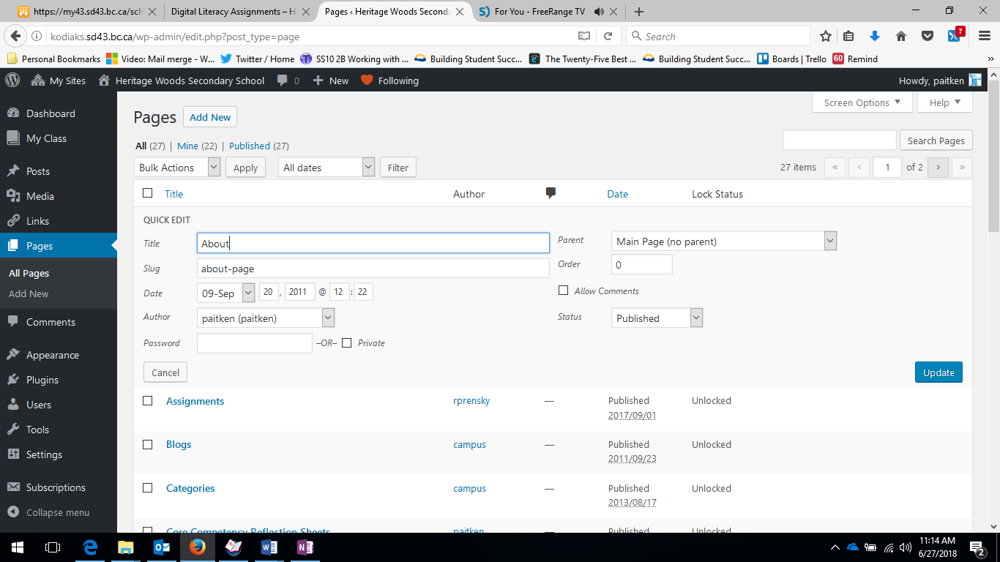 https://my43.sd43.bc.ca/sch
Digital Literacy Assignments – H
Pages ‹ Heritage Woods Seconda
For You - FreeRange TV
kodiaks.sd43.bc.ca/wp-admin/edit.php?post_type=page
Search
?
Personal Bookmarks
Video: Mail merge - W...
Twitter / Home
SS10 2B Working with ...
Building Student Succ...
The Twenty-Five Best ...
Building Student Succ...
Boards | Trello
60 Remind
My Sites
Heritage Woods Secondary School
0
New
Following
Howdy, paitken
Dashboard
My Class
Posts
Media
Links
Pages
All Pages
Add New
Comments
Appearance
Plugins
Users
Tools
Settings
Subscriptions
Collapse menu
Screen Options
Help
Pages
Add New
All (27) | Mine (22) | Published (27)
Search Pages
Bulk Actions
Apply
All dates
Filter
27 items « ‹ 1 of 2 › »
Title Author Date Lock Status
QUICK EDIT
Title About
Slug about-page
Date 09-Sep 20 , 2011 @ 12 : 22
Author paitken (paitken)
Password –OR– Private
Parent Main Page (no parent)
Order 0
Allow Comments
Status Published
Cancel
Update
Assignments rprensky — Published Unlocked
2017/09/01
Blogs campus — Published Unlocked
2011/09/23
Categories campus — Published Unlocked
2013/08/17
Core Competency Reflection Sheets paitken — Published Unlocked
11:14 AM
6/27/2018
2